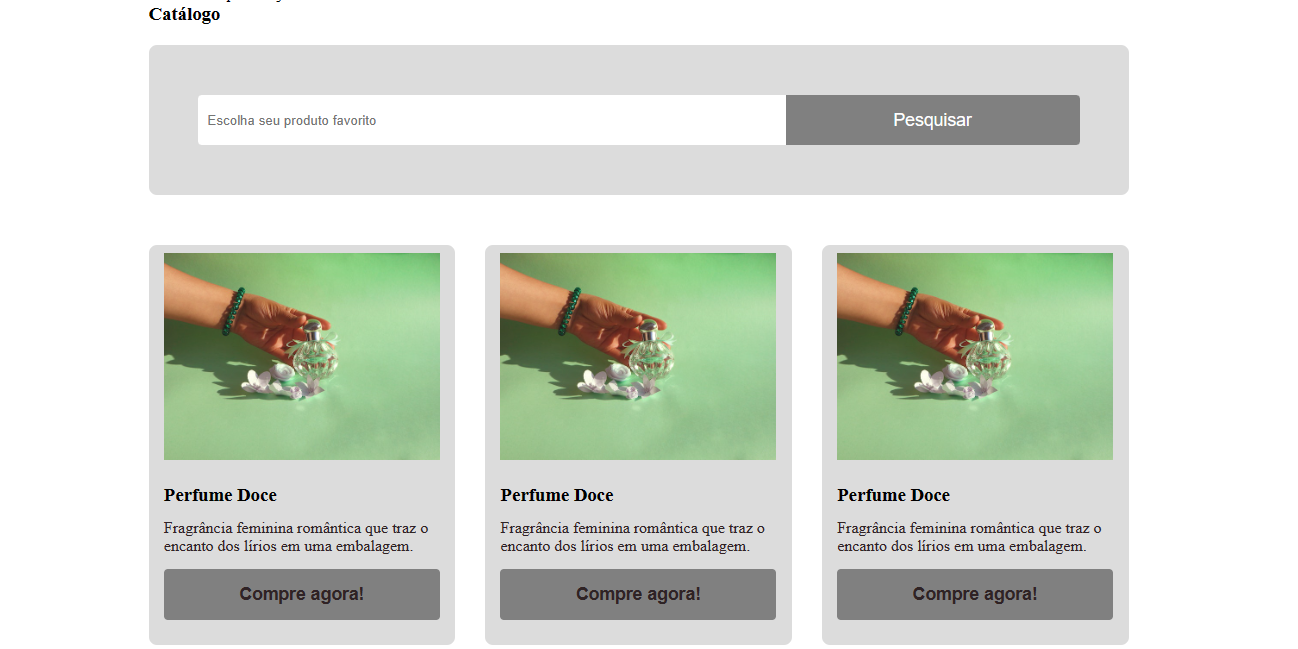 Catálogo
Escolha seu produto favorito
Pesquisar
Perfume Doce
Fragrância feminina romântica que traz o
encanto dos lírios em uma embalagem.
Compre agora!
Perfume Doce
Fragrância feminina romântica que traz o
encanto dos lírios em uma embalagem.
Compre agora!
Perfume Doce
Fragrância feminina romântica que traz o
encanto dos lírios em uma embalagem.
Compre agora!